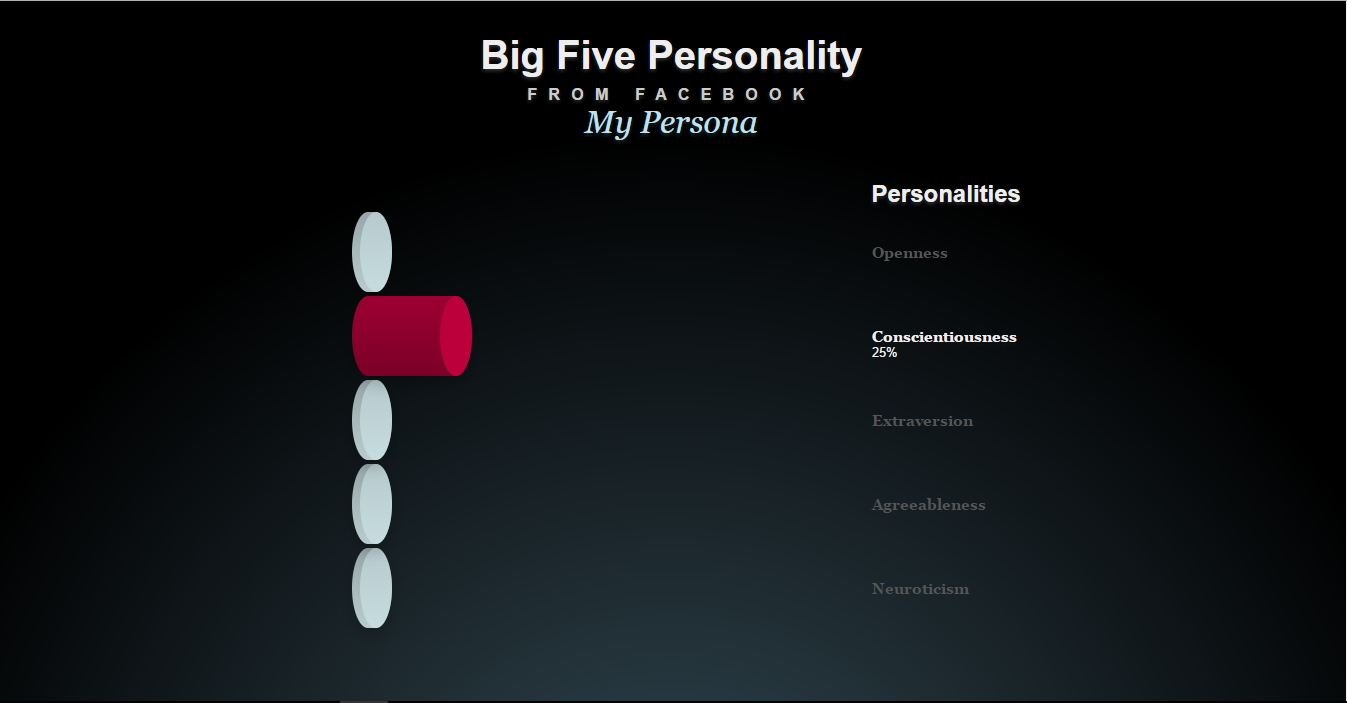 Big Five Personality
FROM FACEBOOK
My Persona
Personalities
Openness
Conscientiousness
25%
Extraversion
Agreeableness
Neuroticism